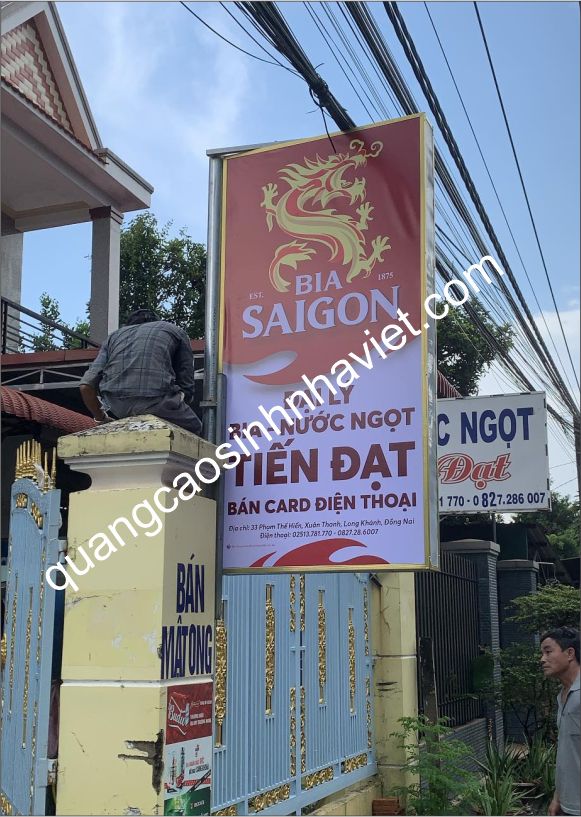 EST. BIA 1875
SAIGON
ĐẠI LÝ
BIA - NƯỚC NGỌT
TIẾN ĐẠT
BÁN CARD ĐIỆN THOẠI
Địa chỉ: 33 Phạm Thế Hiển, Xuân Thanh, Long Khánh, Đồng Nai
Điện thoại: 02513.781.770 - 0827.28.6007
C NGỌT
Đạt
1 770 - 0827.286 007
BÁN
MẬT ONG
quangcaosinhnhaviet.com